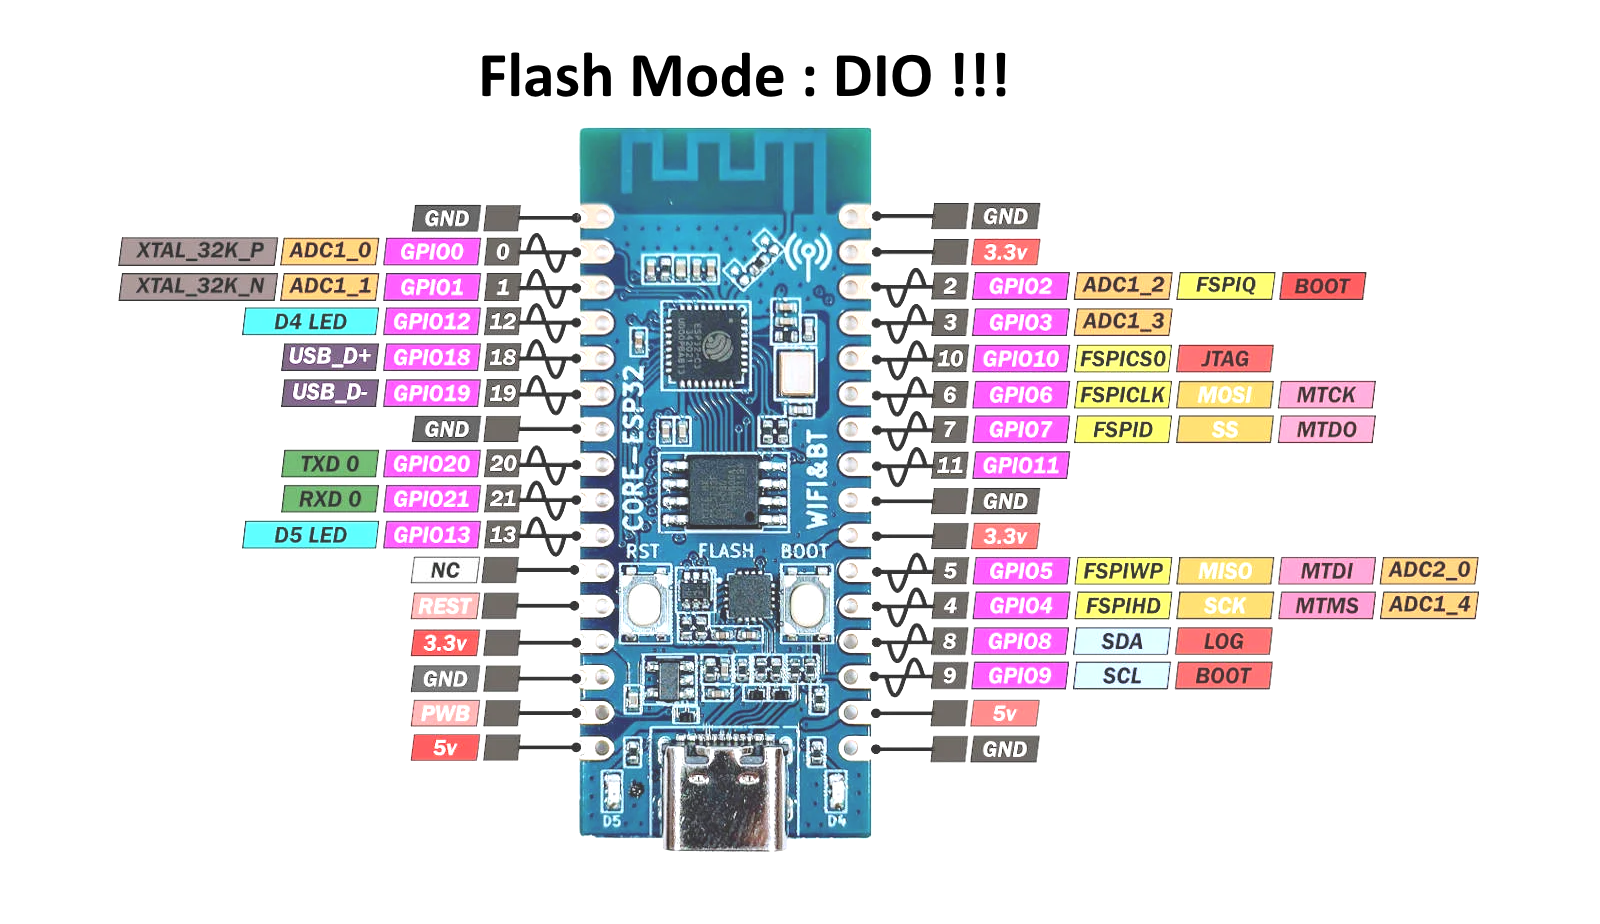 Flash Mode : DIO !!!
GND GND
XTAL_32K_P ADC1_0 GPIO0 0 3.3v
XTAL_32K_N ADC1_1 GPIO1 1 2 GPIO2 ADC1_2 FSPIQ BOOT
D4 LED GPIO12 12 3 GPIO3 ADC1_3
USB_D+ GPIO18 18 10 GPIO10 FSPICS0 JTAG
USB_D- GPIO19 19 6 GPIO6 FSPICLK MOSI MTCK
GND 7 GPIO7 FSPID SS MTDO
TXD 0 GPIO20 20 11 GPIO11
RXD 0 GPIO21 21 GND
D5 LED GPIO13 13 3.3v
CORE-ESP32
WIFI&BT
RST FLASH BOOT
NC 5 GPIO5 FSPIWP MISO MTDI ADC2_0
REST 4 GPIO4 FSPIHD SCK MTMS ADC1_4
3.3v 8 GPIO8 SDA LOG
GND 9 GPIO9 SCL BOOT
PWB 5v
5v GND
D5 D4